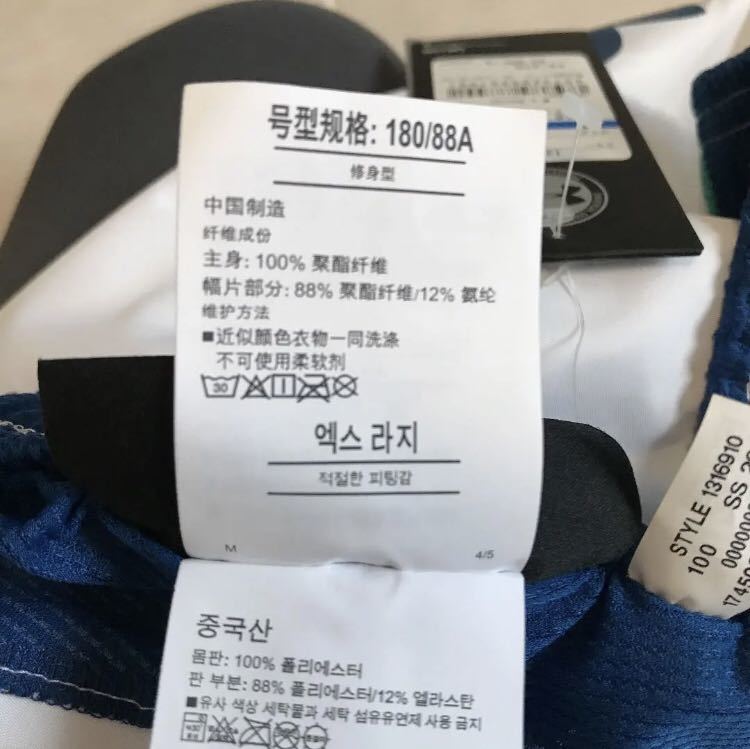 号型规格: 180/88A
修身型
中国制造
纤维成份
主身: 100% 聚酯纤维
幅片部分: 88% 聚酯纤维/12% 氨纶
维护方法
■近似颜色衣物一同洗涤
不可使用柔软剂
30
엑스 라지
적절한 피팅감
M 4/5
중국산
몸판: 100% 폴리에스터
판 부분: 88% 폴리에스터/12% 엘라스탄
■유사 색상 세탁물과 세탁 섬유유연제 사용 금지
STYLE 1316910
100 SS